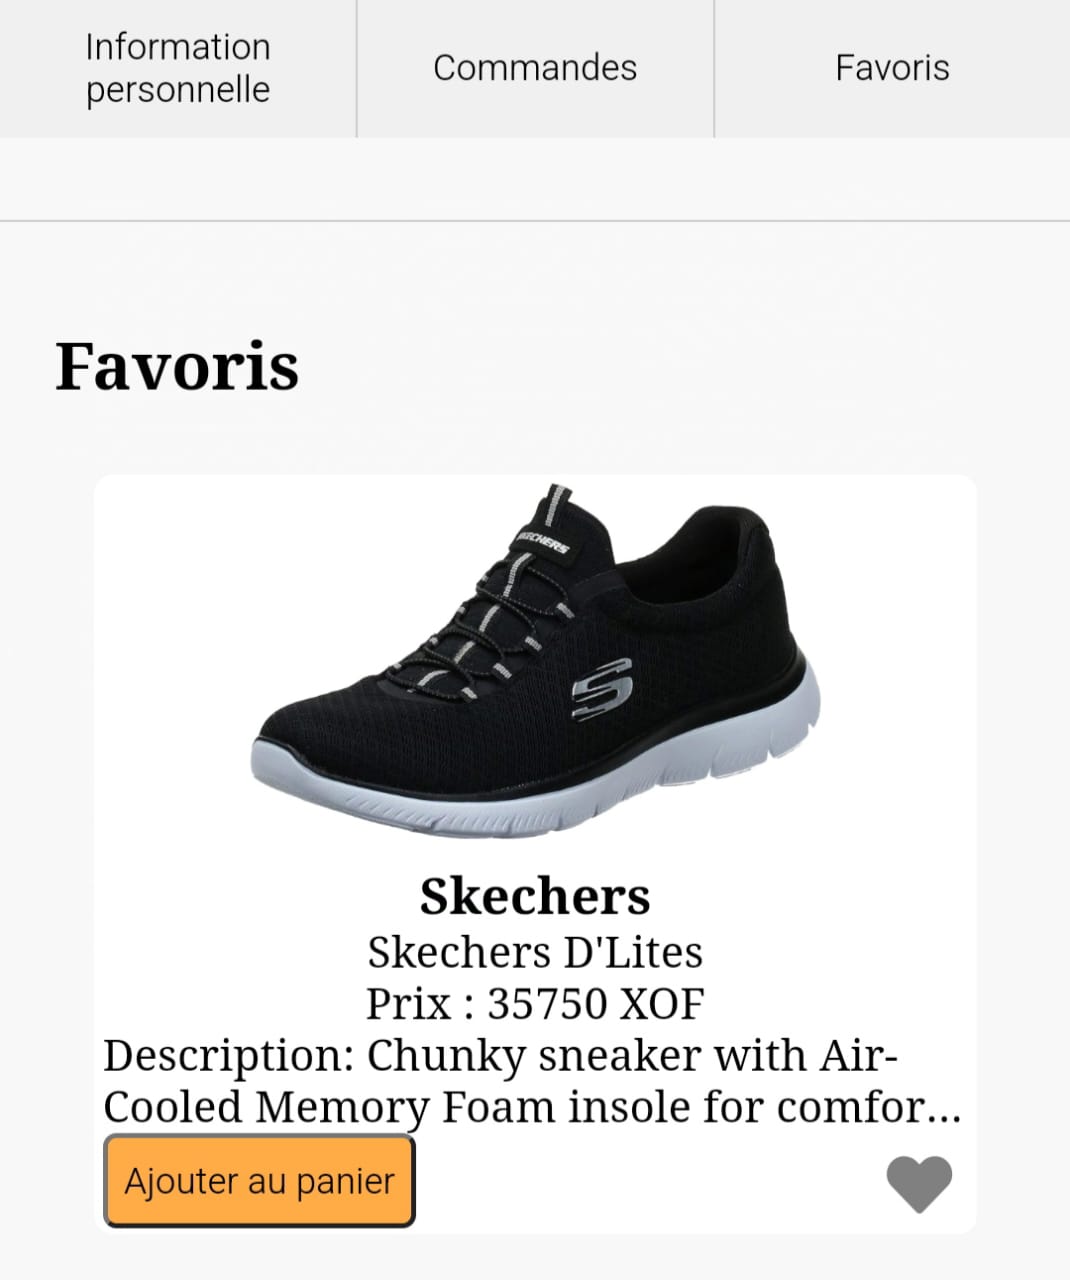 Information
personnelle
Commandes
Favoris
Favoris
SKECHERS
Skechers
Skechers D'Lites
Prix : 35750 XOF
Description: Chunky sneaker with Air-
Cooled Memory Foam insole for comfor...
Ajouter au panier